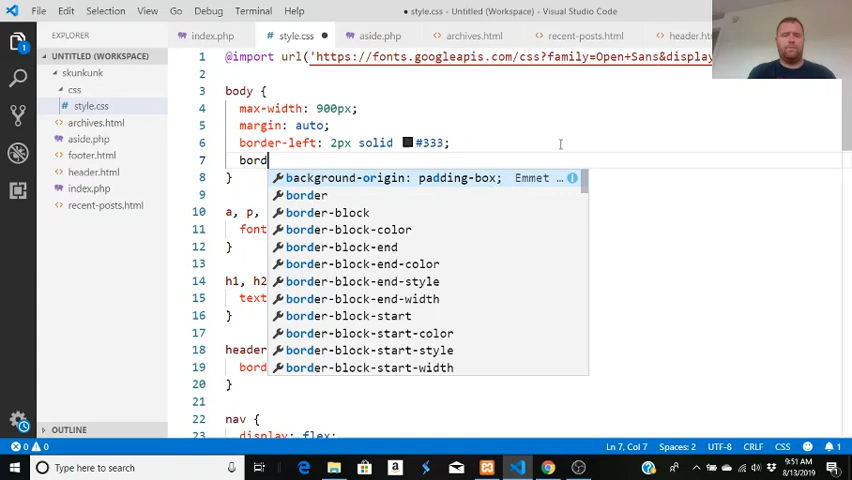 File Edit Selection View Go Debug Terminal Help
● style.css - Untitled (Workspace) - Visual Studio Code
EXPLORER
index.php style.css ● aside.php archives.html recent-posts.html header.ht
UNTITLED (WORKSPACE)
skunkunk
css
style.css
archives.html
aside.php
footer.html
header.html
index.php
recent-posts.html
OUTLINE
1 @import url('https://fonts.googleapis.com/css?family=Open+Sans&display
2
3 body {
4 max-width: 900px;
5 margin: auto;
6 border-left: 2px solid #333;
7 bord
8 }
9
10 a, p,
11 font
12 }
13
14 h1, h2
15 text
16 }
17
18 header
19 bord
20 }
21
22 nav {
23 display: flex;
background-origin: padding-box; Emmet ...
border
border-block
border-block-color
border-block-end
border-block-end-color
border-block-end-style
border-block-end-width
border-block-start
border-block-start-color
border-block-start-style
border-block-start-width
0 0
Ln 7, Col 7 Spaces: 2 UTF-8 CRLF CSS 1
Type here to search
9:51 AM
8/13/2019